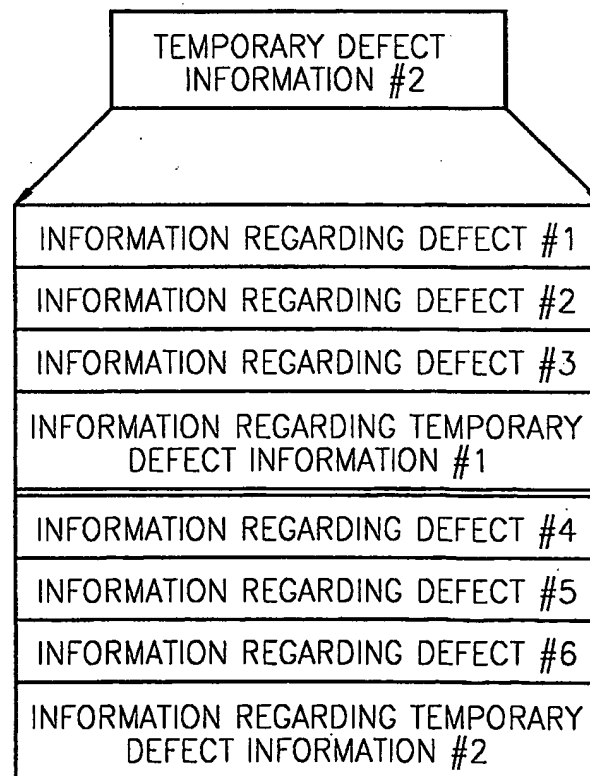 TEMPORARY DEFECT
INFORMATION #2
INFORMATION REGARDING DEFECT #1
INFORMATION REGARDING DEFECT #2
INFORMATION REGARDING DEFECT #3
INFORMATION REGARDING TEMPORARY
DEFECT INFORMATION #1
INFORMATION REGARDING DEFECT #4
INFORMATION REGARDING DEFECT #5
INFORMATION REGARDING DEFECT #6
INFORMATION REGARDING TEMPORARY
DEFECT INFORMATION #2